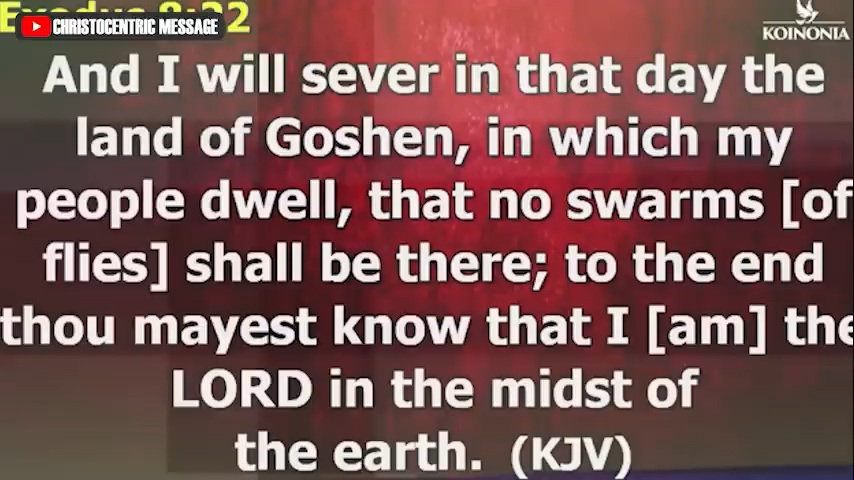 Exodus 8:22
CHRISTOCENTRIC MESSAGE
KOINONIA
And I will sever in that day the
land of Goshen, in which my
people dwell, that no swarms [of
flies] shall be there; to the end
thou mayest know that I [am] the
LORD in the midst of
the earth. (KJV)